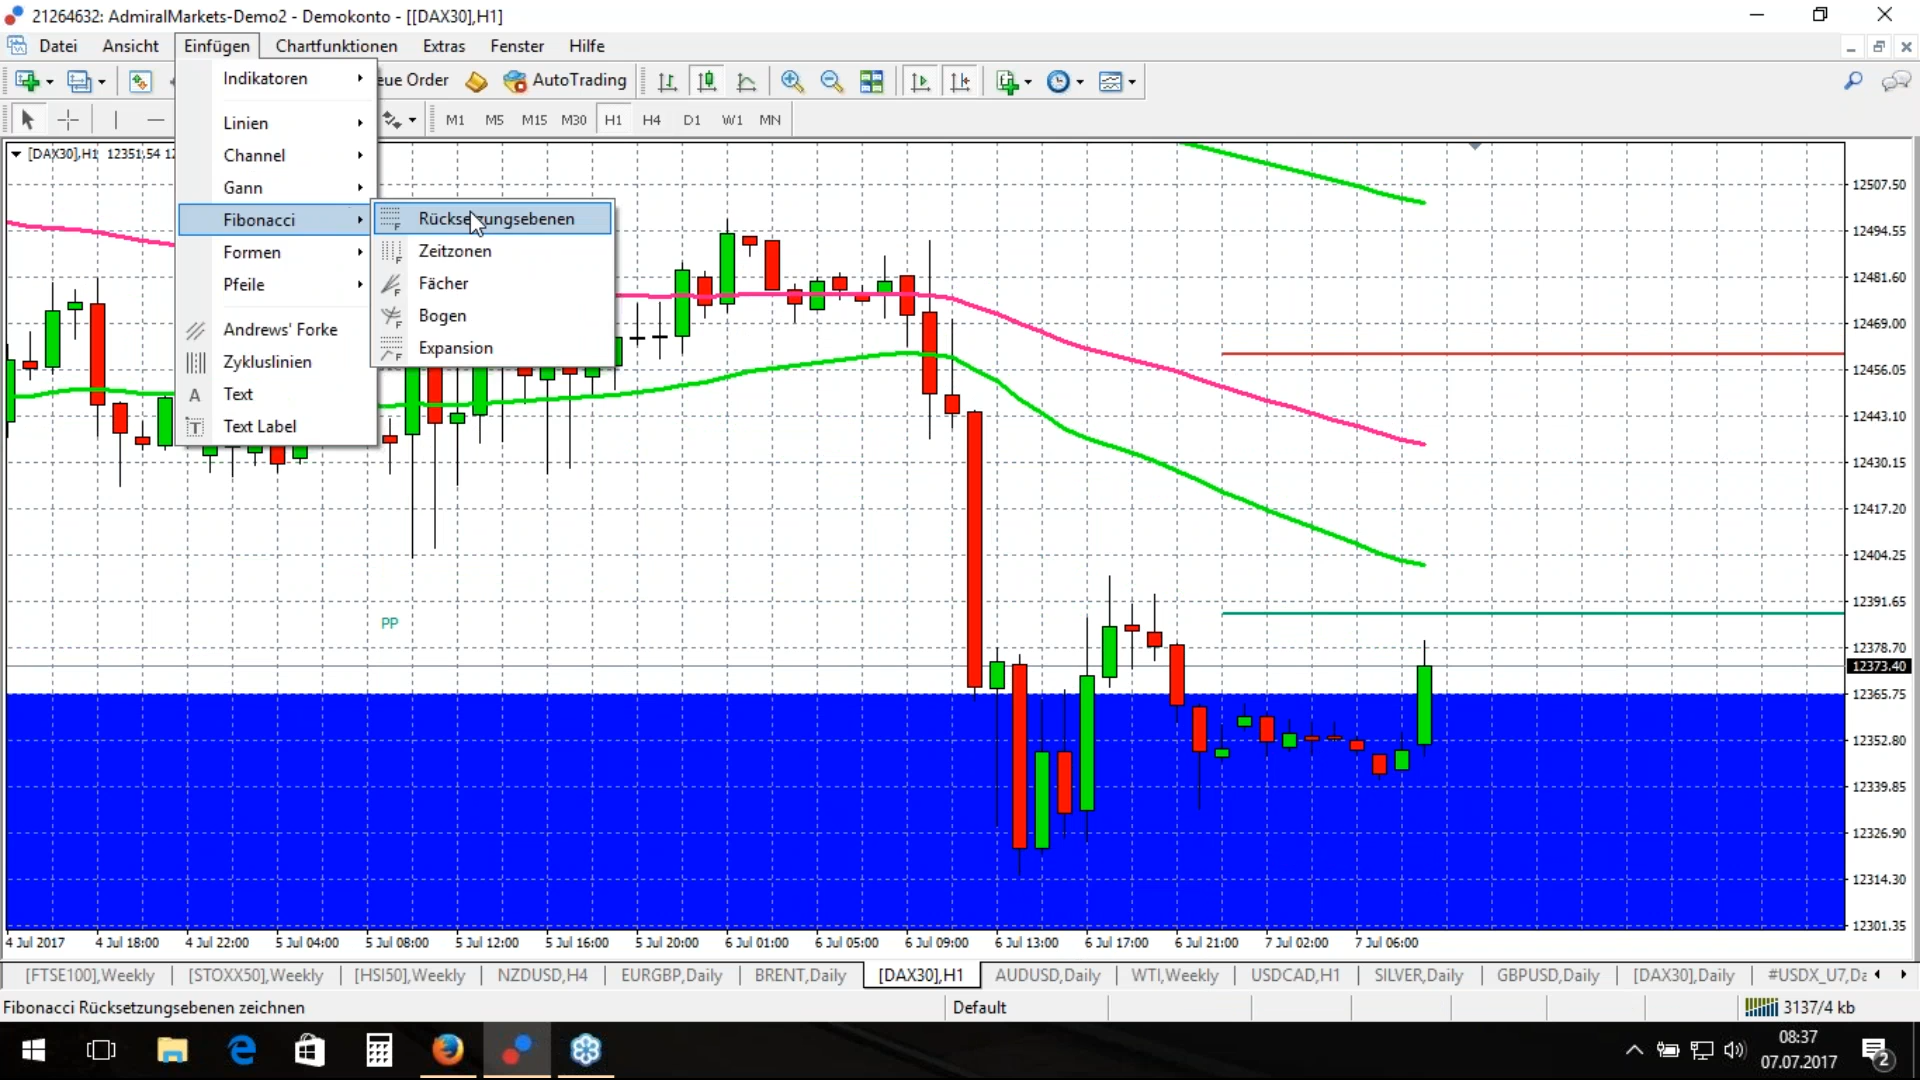 21264632: AdmiralMarkets-Demo2 - Demokonto - [[DAX30],H1]
Datei Ansicht Einfügen Chartfunktionen Extras Fenster Hilfe
Indikatoren
eue Order AutoTrading
Linien
M1 M5 M15 M30 H1 H4 D1 W1 MN
[DAX30],H1 12351.54 12
Channel
Gann
Fibonacci
Rücksetzungsebenen
Formen
Zeitzonen
Pfeile
Fächer
Bogen
Andrews' Forke
Expansion
Zykluslinien
A Text
T Text Label
PP
12507.50
12494.55
12481.60
12469.00
12456.05
12443.10
12430.15
12417.20
12404.25
12391.65
12378.70
12373.40
12365.75
12352.80
12339.85
12326.90
12314.30
12301.35
4 Jul 2017 4 Jul 18:00 4 Jul 22:00 5 Jul 04:00 5 Jul 08:00 5 Jul 12:00 5 Jul 16:00 5 Jul 20:00 6 Jul 01:00 6 Jul 05:00 6 Jul 09:00 6 Jul 13:00 6 Jul 17:00 6 Jul 21:00 7 Jul 02:00 7 Jul 06:00
[FTSE100],Weekly [STOXX50],Weekly [HSI50],Weekly NZDUSD,H4 EURGBP,Daily BRENT,Daily [DAX30],H1 AUDUSD,Daily WTI,Weekly USDCAD,H1 SILVER,Daily GBPUSD,Daily [DAX30],Daily #USDX_U7,Da
Fibonacci Rücksetzungsebenen zeichnen Default 3137/4 kb
08:37
07.07.2017
2